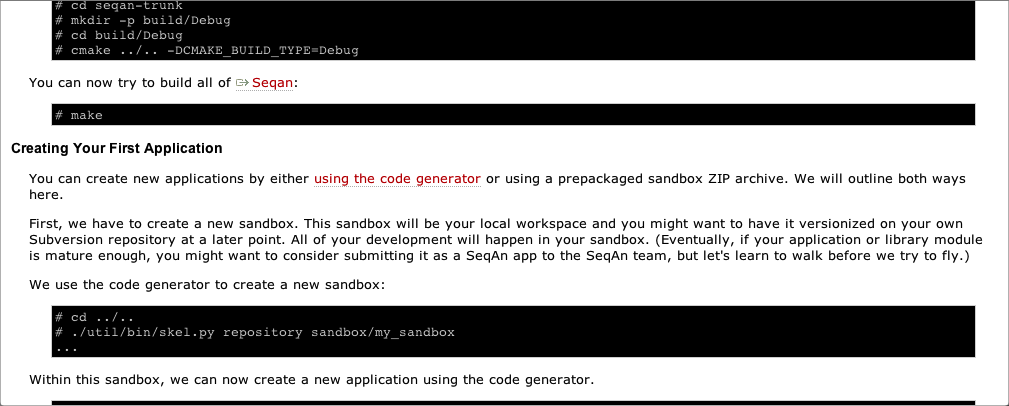 # cd seqan-trunk
# mkdir -p build/Debug
# cd build/Debug
# cmake ../.. -DCMAKE_BUILD_TYPE=Debug
You can now try to build all of Seqan:
# make
Creating Your First Application
You can create new applications by either using the code generator or using a prepackaged sandbox ZIP archive. We will outline both ways
here.
First, we have to create a new sandbox. This sandbox will be your local workspace and you might want to have it versionized on your own
Subversion repository at a later point. All of your development will happen in your sandbox. (Eventually, if your application or library module
is mature enough, you might want to consider submitting it as a SeqAn app to the SeqAn team, but let's learn to walk before we try to fly.)
We use the code generator to create a new sandbox:
# cd ../..
# ./util/bin/skel.py repository sandbox/my_sandbox
...
Within this sandbox, we can now create a new application using the code generator.